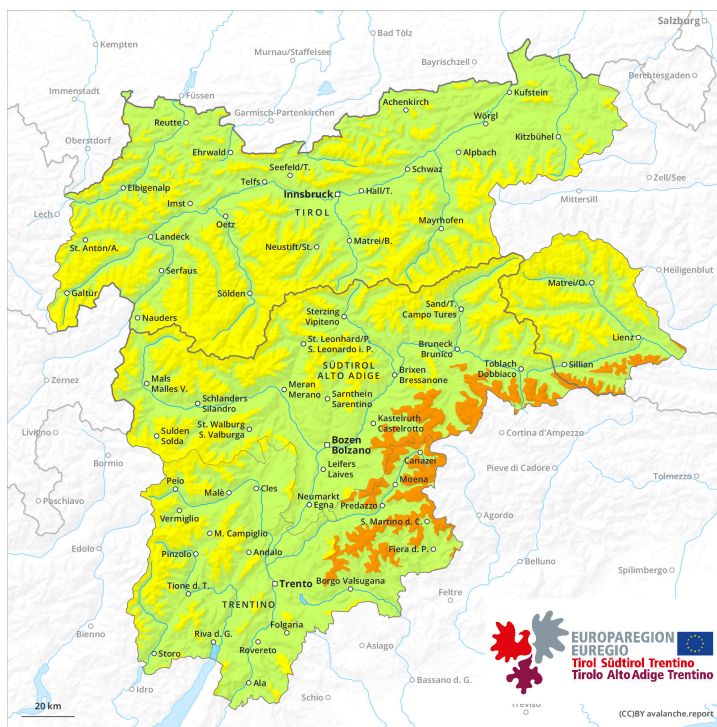 Salzburg
Kempten
Bad Tölz
Murnau/Staffelsee
Bayrischzell
Berchtesgaden
Immenstadt
Füssen
Garmisch-Partenkirchen
Achenkirch
Kufstein
Wörgl
Reutte
Oberstdorf
Ehrwald
Kitzbühel
Alpbach
Seefeld/T.
Schwaz
Telfs
Zell/See
Elbigenalp
Innsbruck
Hall/T.
Mittersill
Imst
Lech
TIROL
Oetz
Mayrhofen
Landeck
St. Anton/A.
Neustift/St.
Matrei/B.
Serfaus
Heiligenblut
Matrei/O.
Galtür
Sölden
Sand/T.
Campo Tures
Nauders
Sterzing
Vipiteno
Lienz
St. Leonhard/P.
S. Leonardo i. P.
Bruneck
Brunico
Toblach
Dobbiaco
Sillian
SÜDTIROL
ALTO ADIGE
Brixen
Bressanone
Zernez
Mals
Malles V.
Meran
Merano
Schlanders
Silandro
Sarnthein
Sarentino
St. Walburg
S. Valburga
Kastelruth
Castelrotto
Livigno
Sulden
Solda
Bozen
Bolzano
Cortina d'Ampezzo
Bormio
Canazei
Pieve di Cadore
Leifers
Laives
Tolmezzo
Peio
Moena
Poschiavo
Malè
Cles
Neumarkt
Egna
Predazzo
Vermiglio
Agordo
S. Martino d. C.
M. Campiglio
Edolo
Pinzolo
Andalo
Fiera d. P.
Belluno
Spilimbergo
Tione d. T.
Trento
Borgo Valsugana
Feltre
TRENTINO
Folgaria
Bienno
Riva d. G.
Rovereto
Asiago
Storo
Bassano d. G.
Ala
Idro
Schio
Treviso
EUROPAREGION
EUREGIO
Tirol Südtirol Trentino
Tirolo Alto Adige Trentino
20 km
(CC)BY avalanche.report